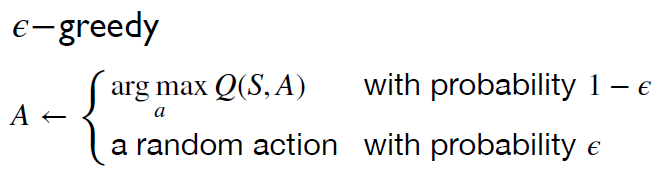 ϵ−greedy
A ← { arg max Q(S, A) with probability 1 − ϵ
a
a random action with probability ϵ